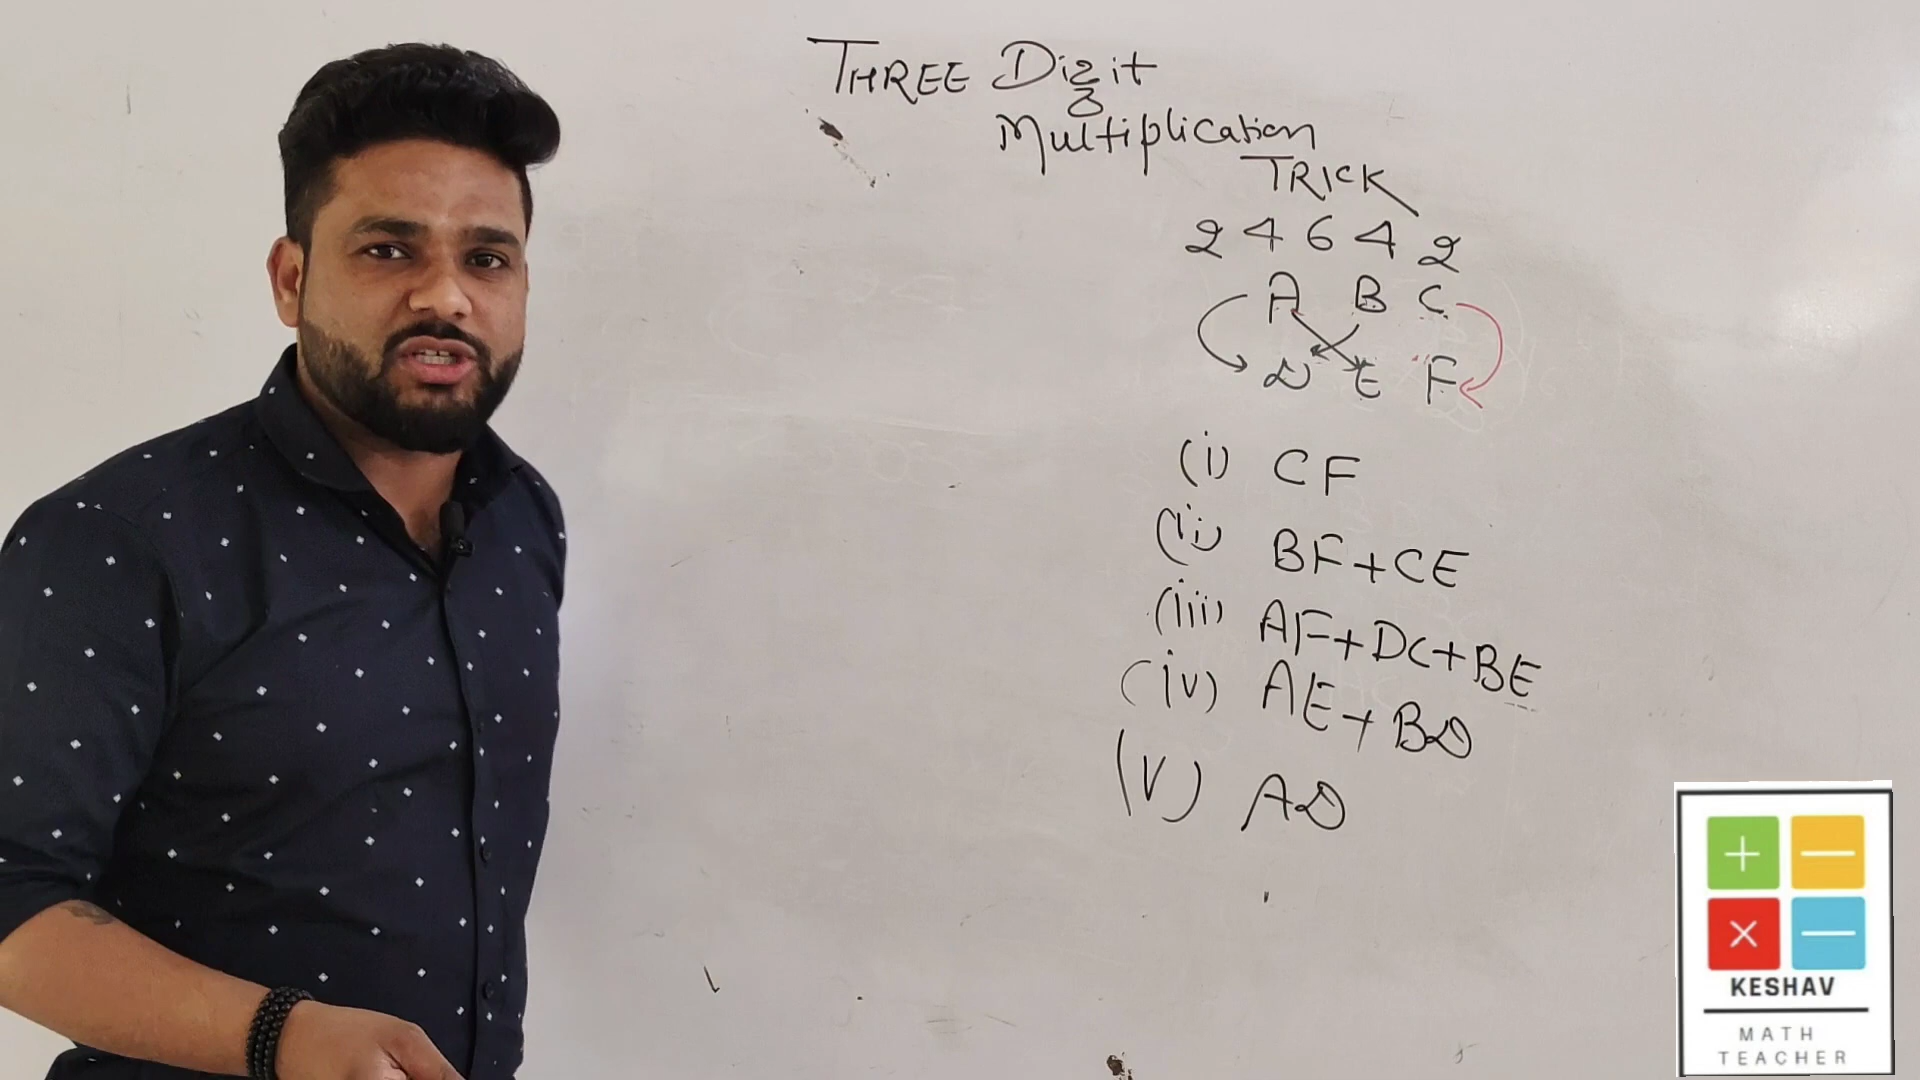 THREE Digit
Multiplication
TRICK
2 4 6 4 2
A B C
D E F
(i) CF
(ii) BF+CE
(iii) AF+DC+BE
(iv) AE+BD
(v) AD
+ −
× −
KESHAV
MATH
TEACHER